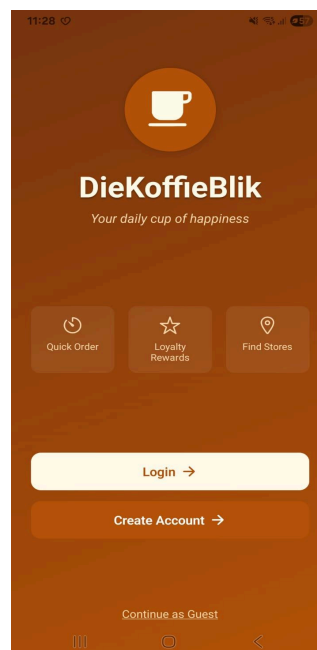 11:28
DieKoffieBlik
Your daily cup of happiness
Quick Order
Loyalty
Rewards
Find Stores
Login →
Create Account →
Continue as Guest